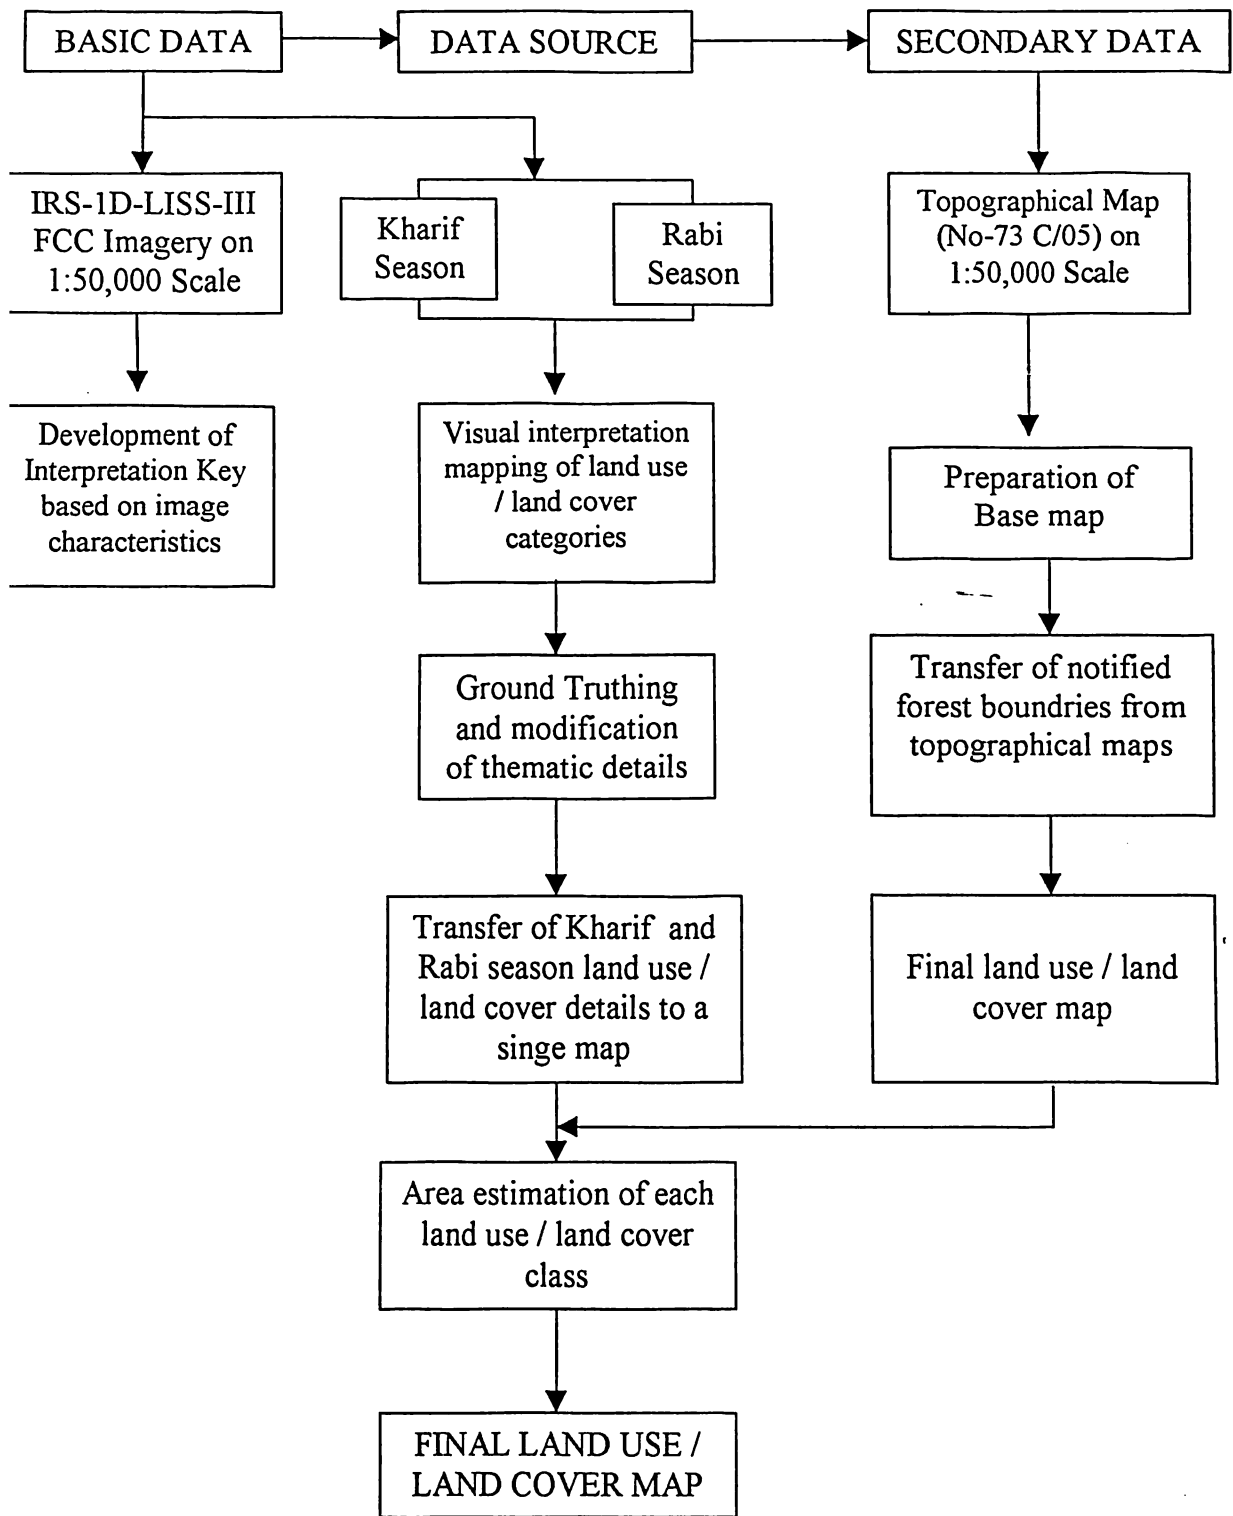 BASIC DATA
DATA SOURCE
SECONDARY DATA
IRS-1D-LISS-III
FCC Imagery on
1:50,000 Scale
Kharif
Season
Rabi
Season
Topographical Map
(No-73 C/05) on
1:50,000 Scale
Development of
Interpretation Key
based on image
characteristics
Visual interpretation
mapping of land use
/ land cover
categories
Preparation of
Base map
Ground Truthing
and modification
of thematic details
Transfer of notified
forest boundries from
topographical maps
Transfer of Kharif and
Rabi season land use /
land cover details to a
singe map
Final land use / land
cover map
Area estimation of each
land use / land cover
class
FINAL LAND USE /
LAND COVER MAP